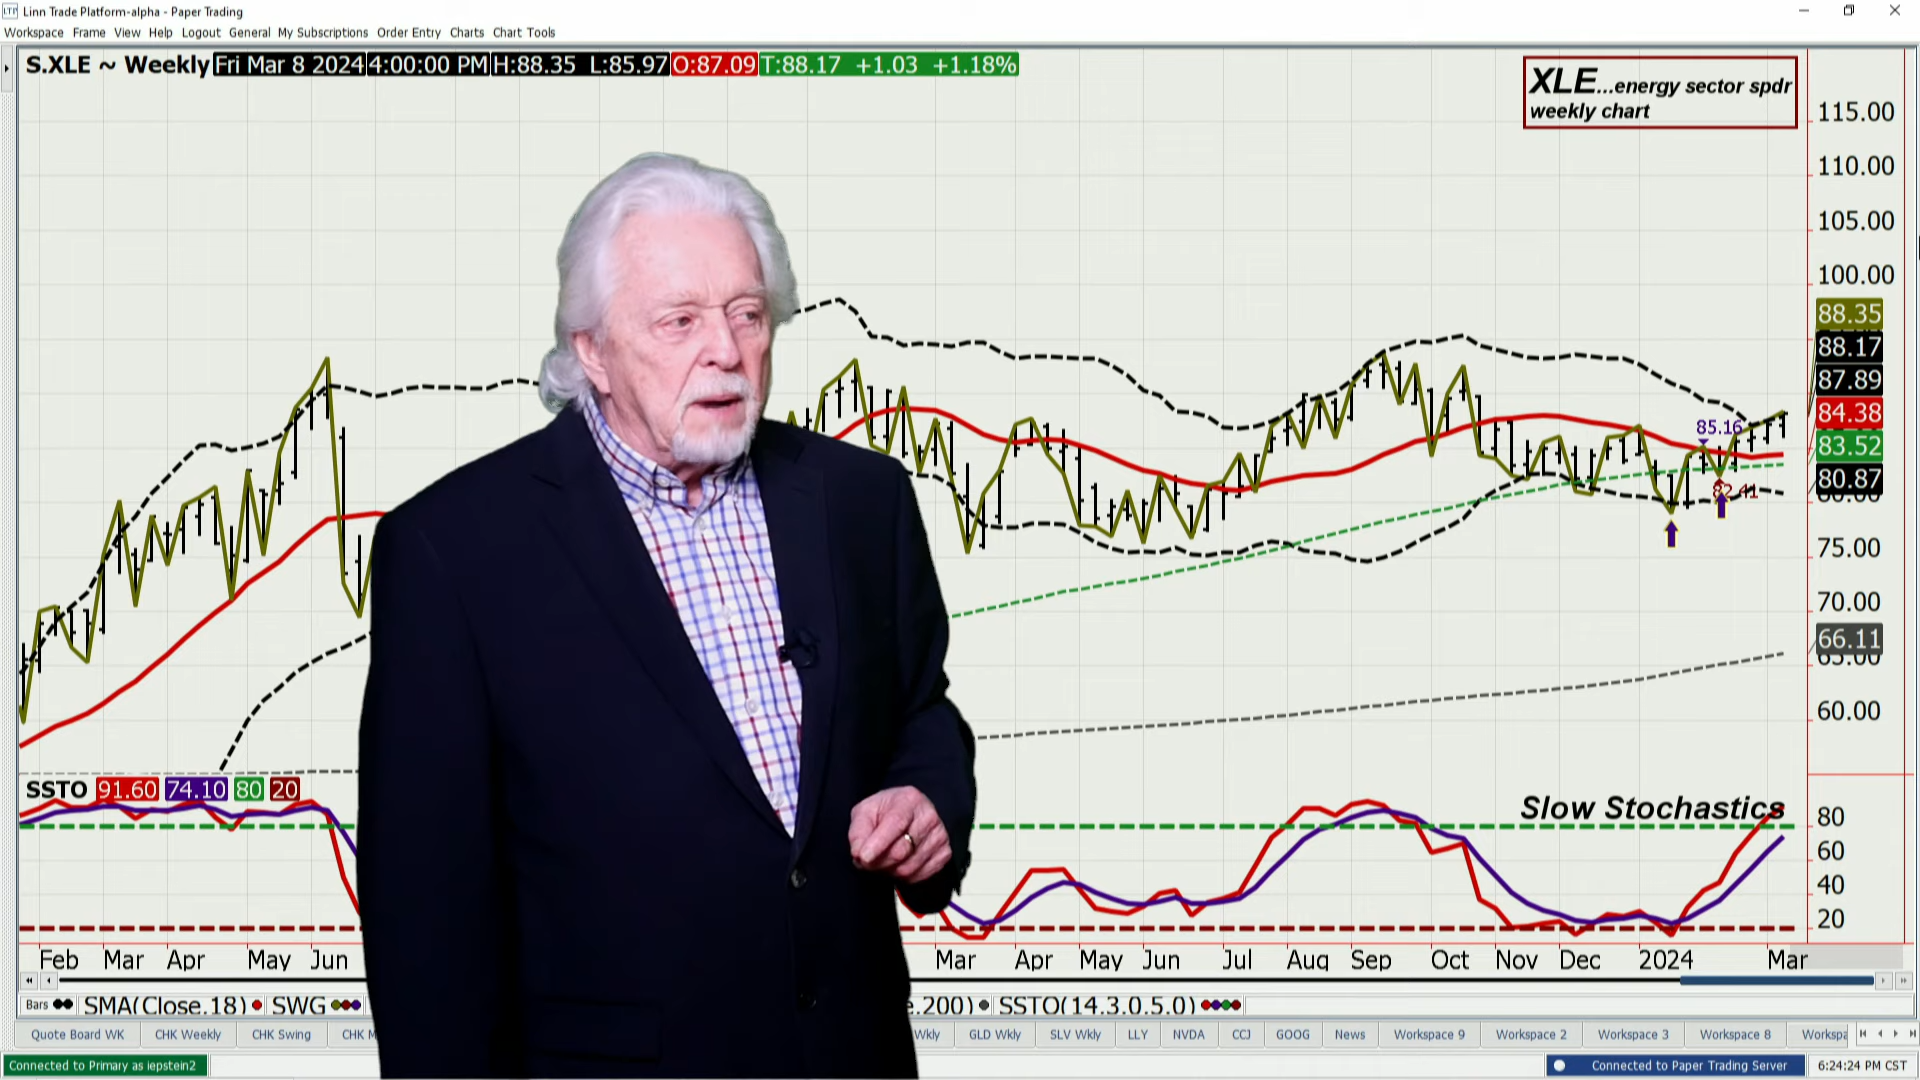 Linn Trade Platform-alpha - Paper Trading
Workspace Frame View Help Logout General My Subscriptions Order Entry Charts Chart Tools
S.XLE ~ Weekly Fri Mar 8 2024 4:00:00 PM H:88.35 L:85.97 O:87.09 T:88.17 +1.03 +1.18%
XLE...energy sector spdr
weekly chart
115.00
110.00
105.00
100.00
88.35
88.17
87.89
84.38
83.52
80.87
85.16
82.41
75.00
70.00
66.11
65.00
60.00
SSTO 91.60 74.10 80 20
Slow Stochastics
80
60
40
20
Feb Mar Apr May Jun Mar Apr May Jun Jul Aug Sep Oct Nov Dec 2024 Mar
Bars SMA(Close,18) SWG e,200) SSTO(14,3,0,5,0)
Quote Board WK CHK Weekly CHK Swing CHK M Wkly GLD Wkly SLV Wkly LLY NVDA CCJ GOOG News Workspace 9 Workspace 2 Workspace 3 Workspace 8 Workspa
Connected to Primary as iepstein2 Connected to Paper Trading Server 6:24:24 PM CST